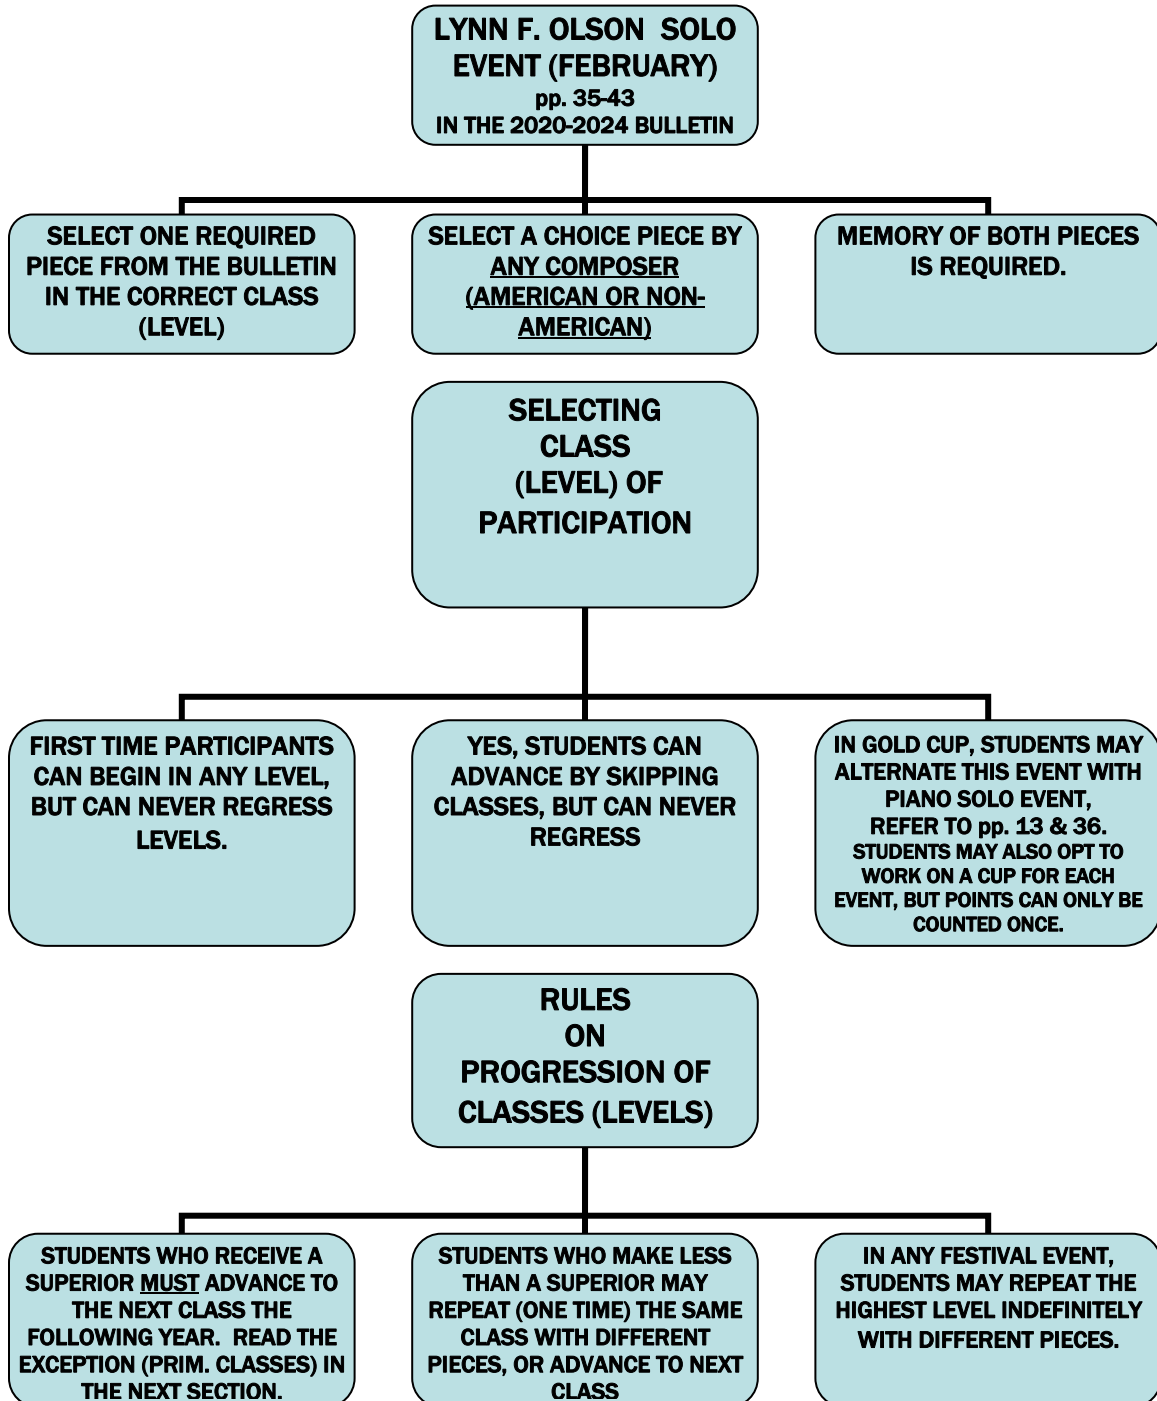 LYNN F. OLSON SOLO
EVENT (FEBRUARY)
pp. 35-43
IN THE 2020-2024 BULLETIN
SELECT ONE REQUIRED
PIECE FROM THE BULLETIN
IN THE CORRECT CLASS
(LEVEL)
SELECT A CHOICE PIECE BY
ANY COMPOSER
(AMERICAN OR NON-
AMERICAN)
MEMORY OF BOTH PIECES
IS REQUIRED.
SELECTING
CLASS
(LEVEL) OF
PARTICIPATION
FIRST TIME PARTICIPANTS
CAN BEGIN IN ANY LEVEL,
BUT CAN NEVER REGRESS
LEVELS.
YES, STUDENTS CAN
ADVANCE BY SKIPPING
CLASSES, BUT CAN NEVER
REGRESS
IN GOLD CUP, STUDENTS MAY
ALTERNATE THIS EVENT WITH
PIANO SOLO EVENT,
REFER TO pp. 13 & 36.
STUDENTS MAY ALSO OPT TO
WORK ON A CUP FOR EACH
EVENT, BUT POINTS CAN ONLY BE
COUNTED ONCE.
RULES
ON
PROGRESSION OF
CLASSES (LEVELS)
STUDENTS WHO RECEIVE A
SUPERIOR MUST ADVANCE TO
THE NEXT CLASS THE
FOLLOWING YEAR. READ THE
EXCEPTION (PRIM. CLASSES) IN
THE NEXT SECTION.
STUDENTS WHO MAKE LESS
THAN A SUPERIOR MAY
REPEAT (ONE TIME) THE SAME
CLASS WITH DIFFERENT
PIECES, OR ADVANCE TO NEXT
CLASS
IN ANY FESTIVAL EVENT,
STUDENTS MAY REPEAT THE
HIGHEST LEVEL INDEFINITELY
WITH DIFFERENT PIECES.